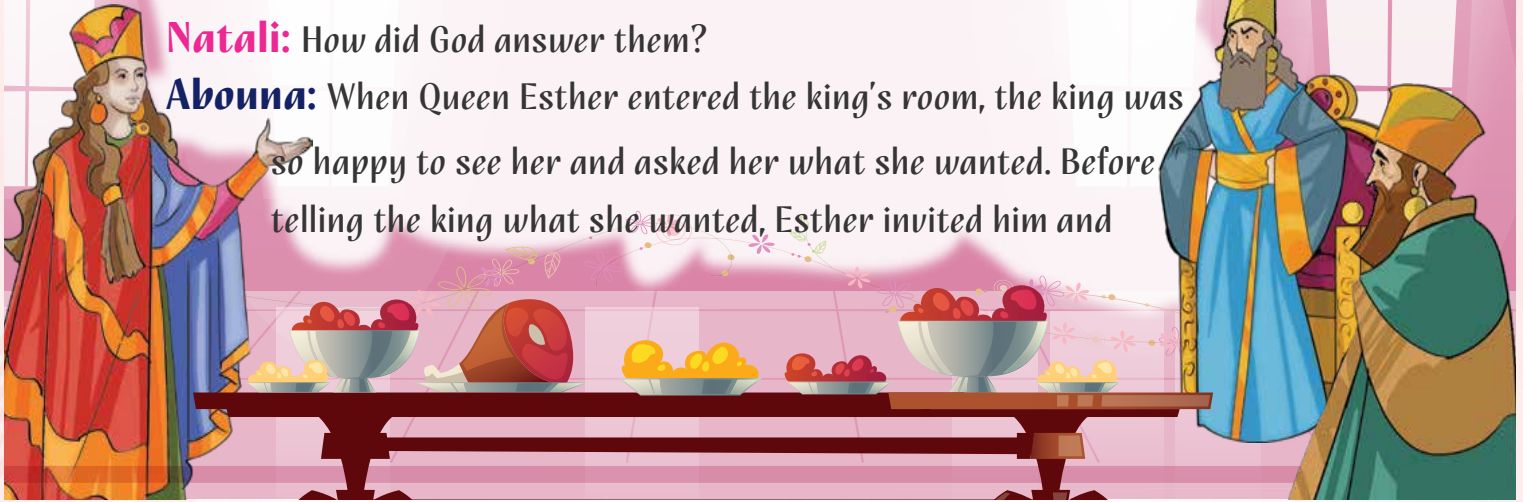 Natali: How did God answer them?
Abouna: When Queen Esther entered the king's room, the king was
so happy to see her and asked her what she wanted. Before
telling the king what she wanted, Esther invited him and